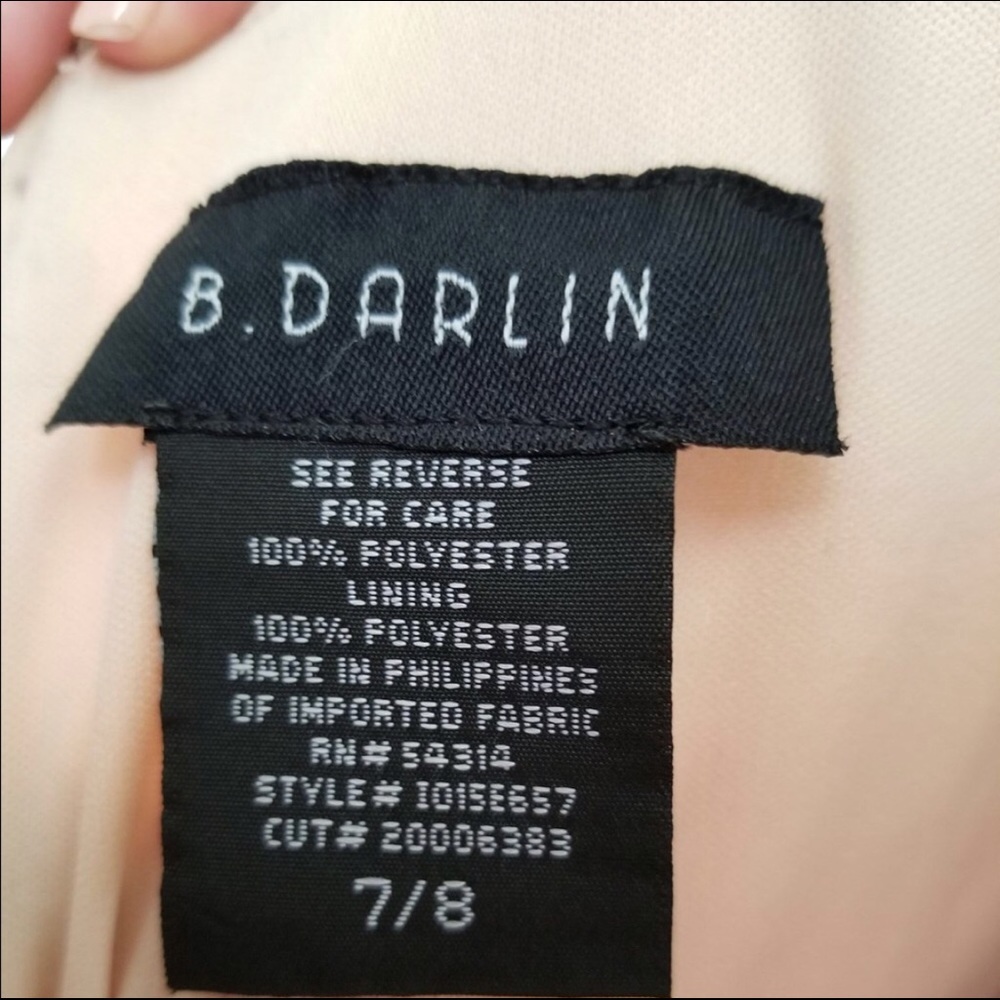 B.DARLIN
SEE REVERSE
FOR CARE
100% POLYESTER
LINING
100% POLYESTER
MADE IN PHILIPPINES
OF IMPORTED FABRIC
RN# 54314
STYLE# I015E657
CUT# 20006383
7/8